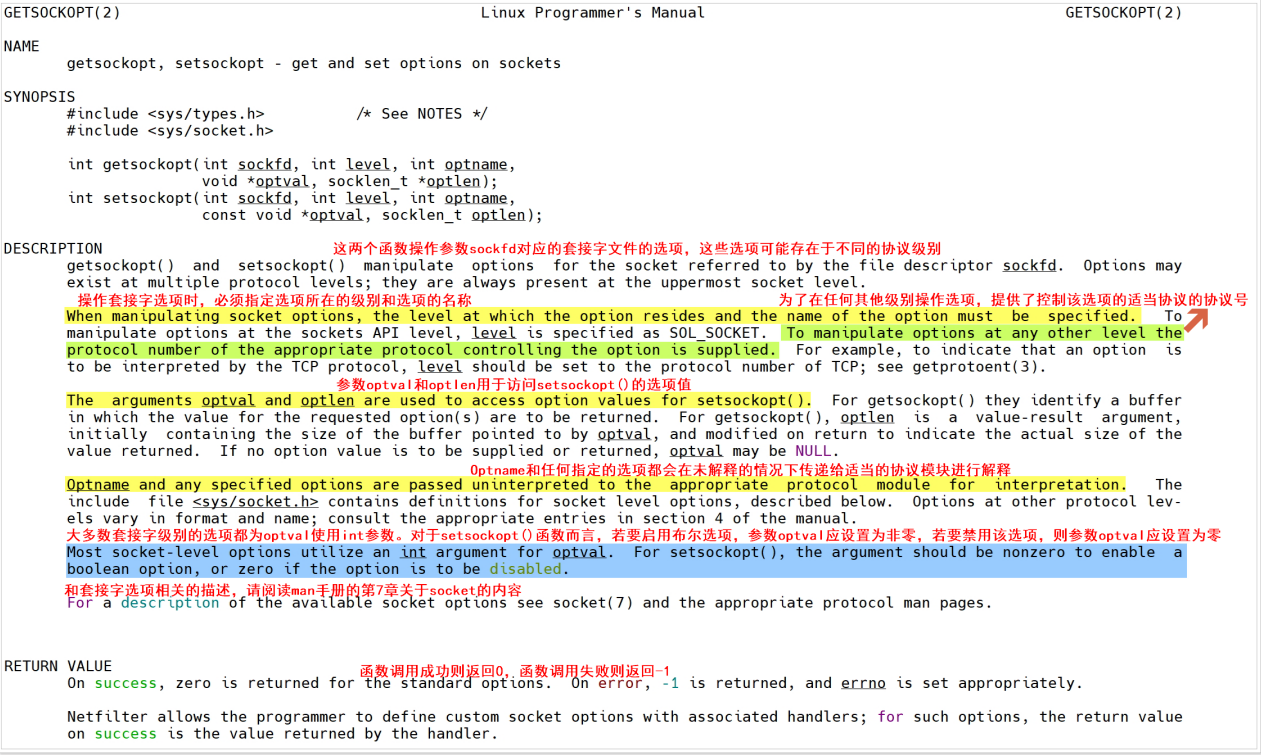 GETSOCKOPT(2) Linux Programmer's Manual GETSOCKOPT(2)
NAME
getsockopt, setsockopt - get and set options on sockets
SYNOPSIS
#include <sys/types.h> /* See NOTES */
#include <sys/socket.h>
int getsockopt(int sockfd, int level, int optname,
void *optval, socklen_t *optlen);
int setsockopt(int sockfd, int level, int optname,
const void *optval, socklen_t optlen);
DESCRIPTION 这两个函数操作参数sockfd对应的套接字文件的选项，这些选项可能存在于不同的协议级别
getsockopt() and setsockopt() manipulate options for the socket referred to by the file descriptor sockfd. Options may
exist at multiple protocol levels; they are always present at the uppermost socket level.
操作套接字选项时，必须指定选项所在的级别和选项的名称 为了在任何其他级别操作选项，提供了控制该选项的适当协议的协议号
When manipulating socket options, the level at which the option resides and the name of the option must be specified. To
manipulate options at the sockets API level, level is specified as SOL_SOCKET. To manipulate options at any other level the
protocol number of the appropriate protocol controlling the option is supplied. For example, to indicate that an option is
to be interpreted by the TCP protocol, level should be set to the protocol number of TCP; see getprotoent(3).
参数optval和optlen用于访问setsockopt()的选项值
The arguments optval and optlen are used to access option values for setsockopt(). For getsockopt() they identify a buffer
in which the value for the requested option(s) are to be returned. For getsockopt(), optlen is a value-result argument,
initially containing the size of the buffer pointed to by optval, and modified on return to indicate the actual size of the
value returned. If no option value is to be supplied or returned, optval may be NULL.
Optname和任何指定的选项都会在未解释的情况下传递给适当的协议模块进行解释
Optname and any specified options are passed uninterpreted to the appropriate protocol module for interpretation. The
include file <sys/socket.h> contains definitions for socket level options, described below. Options at other protocol lev-
els vary in format and name; consult the appropriate entries in section 4 of the manual.
大多数套接字级别的选项都为optval使用int参数。对于setsockopt()函数而言，若要启用布尔选项，参数optval应设置为非零，若要禁用该选项，则参数optval应设置为零
Most socket-level options utilize an int argument for optval. For setsockopt(), the argument should be nonzero to enable a
boolean option, or zero if the option is to be disabled.
和套接字选项相关的描述，请阅读man手册的第7章关于socket的内容
For a description of the available socket options see socket(7) and the appropriate protocol man pages.
RETURN VALUE 函数调用成功则返回0，函数调用失败则返回-1
On success, zero is returned for the standard options. On error, -1 is returned, and errno is set appropriately.
Netfilter allows the programmer to define custom socket options with associated handlers; for such options, the return value
on success is the value returned by the handler.